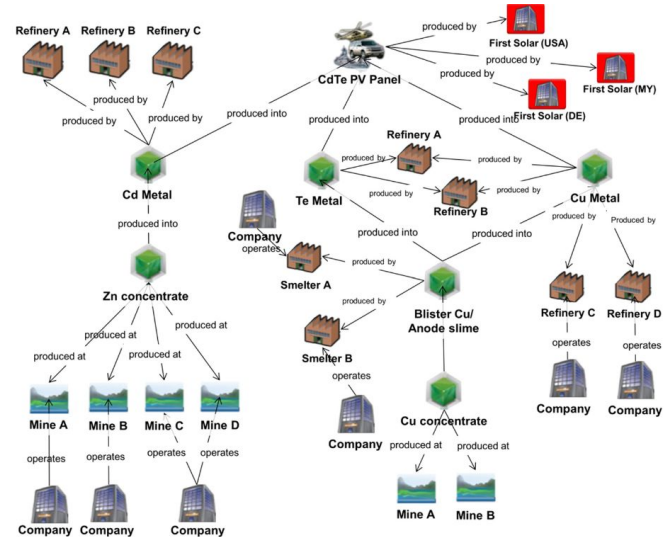 Refinery A
Refinery B
Refinery C
produced by
First Solar (USA)
produced by
First Solar (MY)
CdTe PV Panel
produced by
First Solar (DE)
produced by
produced by
produced by
produced into
produced into
produced into
Refinery A
produced by
produced by
Cd Metal
Te Metal
produced by
produced by
Refinery B
Cu Metal
produced into
Company
operates
produced into
produced into
produced by
Produced by
Smelter A
produced by
Zn concentrate
produced by
Blister Cu/
Anode slime
Refinery C
Refinery D
produced at
produced at
produced at
produced at
Smelter B
operates
operates
operates
Mine A
Mine B
Mine C
Mine D
Company
Cu concentrate
Company
Company
produced at
produced at
operates
operates
operates
operates
Mine A
Mine B
Company
Company
Company